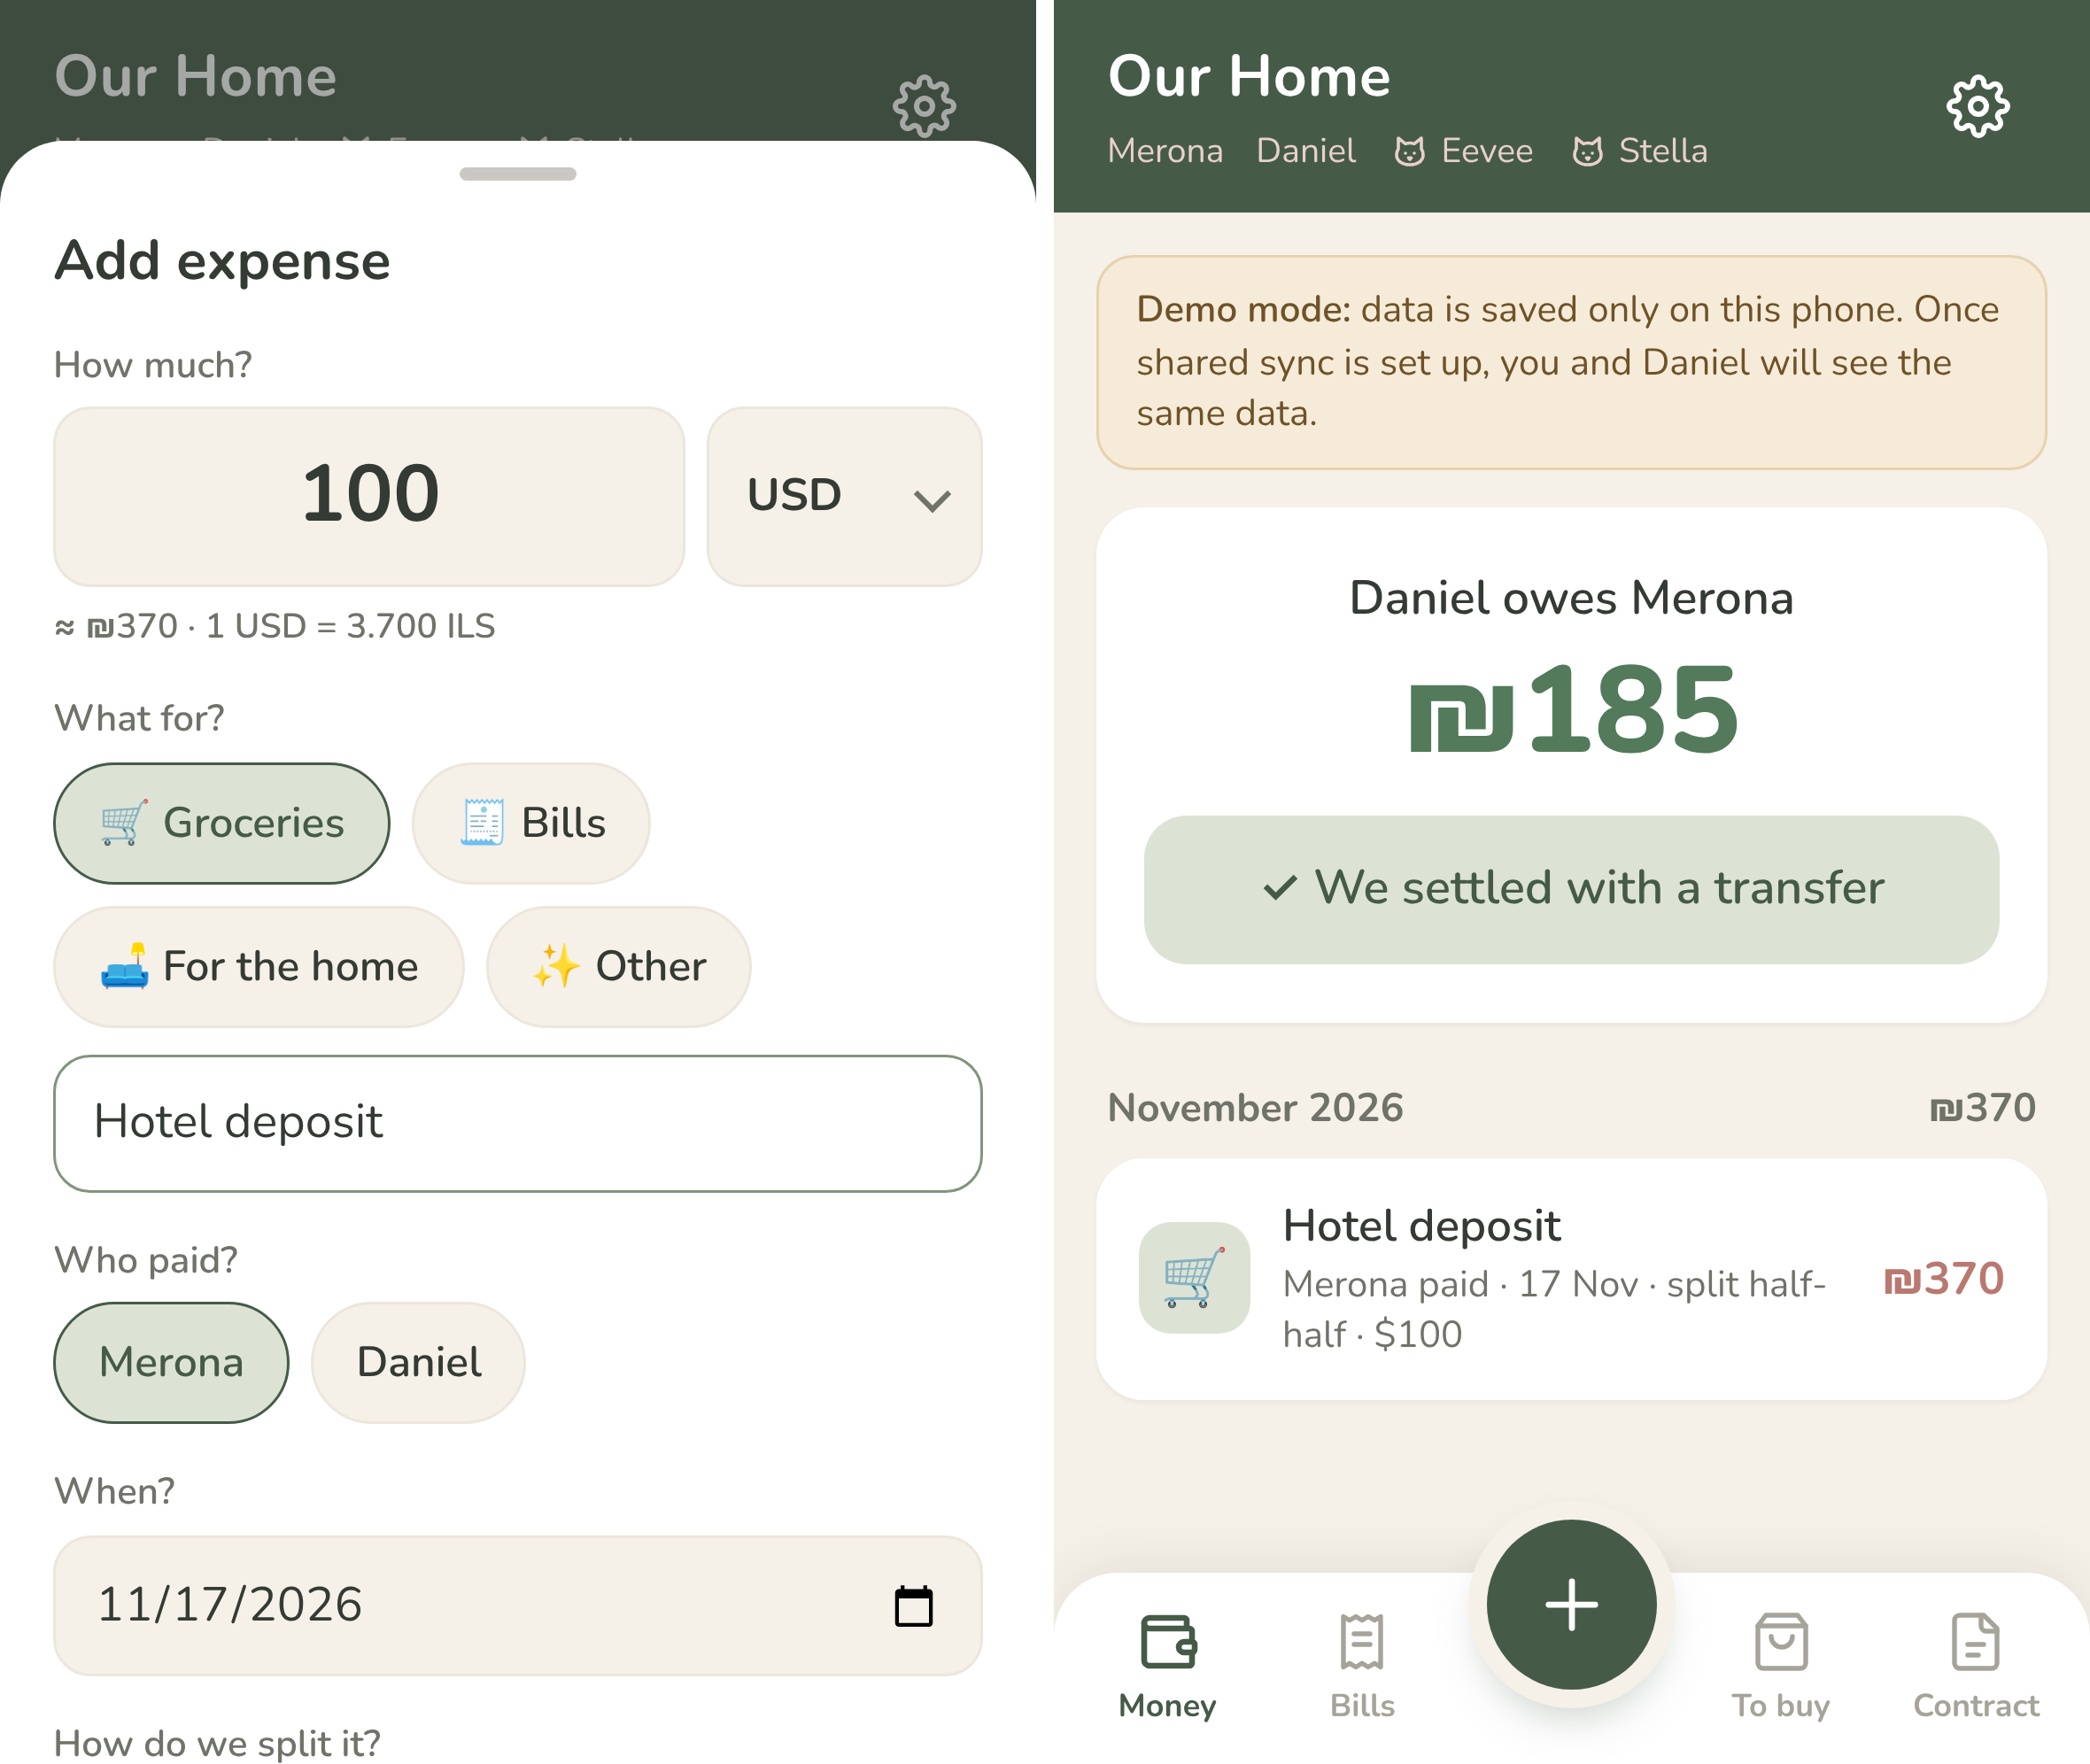 Our Home
Add expense
How much?
100
USD
≈ ₪370 · 1 USD = 3.700 ILS
What for?
🛒 Groceries
🧾 Bills
🛋️ For the home
✨ Other
Hotel deposit
Who paid?
Merona
Daniel
When?
11/17/2026
How do we split it?
Our Home
Merona Daniel Eevee Stella
Demo mode: data is saved only on this phone. Once
shared sync is set up, you and Daniel will see the
same data.
Daniel owes Merona
₪185
✓ We settled with a transfer
November 2026
₪370
Hotel deposit
Merona paid · 17 Nov · split half-
half · $100
₪370
Money
Bills
To buy
Contract